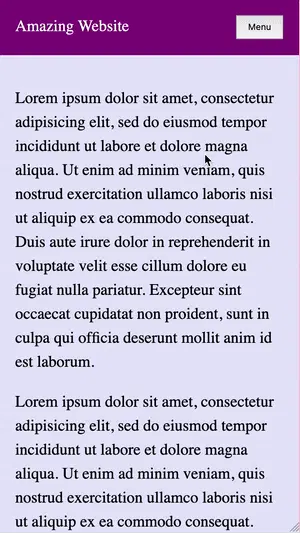 Amazing Website
Menu
Lorem ipsum dolor sit amet, consectetur
adipisicing elit, sed do eiusmod tempor
incididunt ut labore et dolore magna
aliqua. Ut enim ad minim veniam, quis
nostrud exercitation ullamco laboris nisi
ut aliquip ex ea commodo consequat.
Duis aute irure dolor in reprehenderit in
voluptate velit esse cillum dolore eu
fugiat nulla pariatur. Excepteur sint
occaecat cupidatat non proident, sunt in
culpa qui officia deserunt mollit anim id
est laborum.
Lorem ipsum dolor sit amet, consectetur
adipisicing elit, sed do eiusmod tempor
incididunt ut labore et dolore magna
aliqua. Ut enim ad minim veniam, quis
nostrud exercitation ullamco laboris nisi
ut aliquip ex ea commodo consequat.